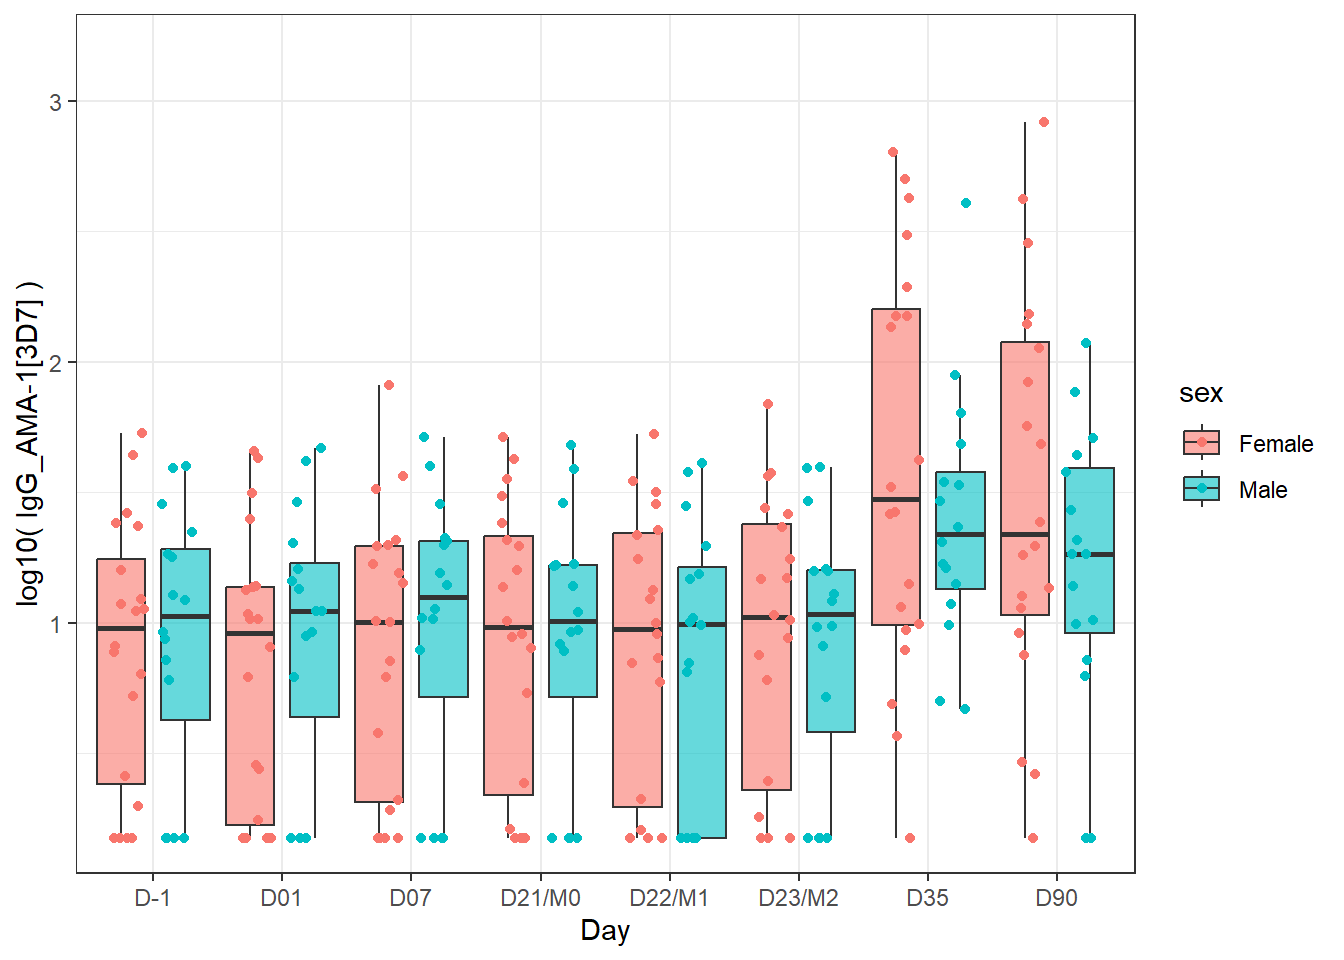 log10( IgG_AMA-1[3D7] )
3
2
1
D-1 D01 D07 D21/M0 D22/M1 D23/M2 D35 D90
Day
sex
Female
Male